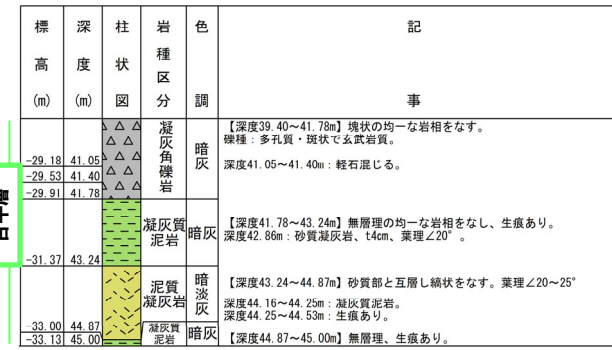 標高(m) 深度(m) 柱状図 岩種区分 色調 記事
凝灰角礫岩 暗灰 【深度39.40～41.78m】塊状の均一な岩相をなす。
礫種：多孔質・斑状で玄武岩質。
-29.18 41.05 深度41.05～41.40m：軽石混じる。
-29.53 41.40
-29.91 41.78
凝灰質泥岩 暗灰 【深度41.78～43.24m】無層理の均一な岩相をなし、生痕あり。
深度42.86m：砂質凝灰岩、t4cm、葉理∠20°。
-31.37 43.24
泥質凝灰岩 暗淡灰 【深度43.24～44.87m】砂質部と互層し縞状をなす。葉理∠20～25°
深度44.16～44.25m：凝灰質泥岩。
深度44.25～44.53m：生痕あり。
-33.00 44.87
凝灰質泥岩 暗灰 【深度44.87～45.00m】無層理、生痕あり。
-33.13 45.00